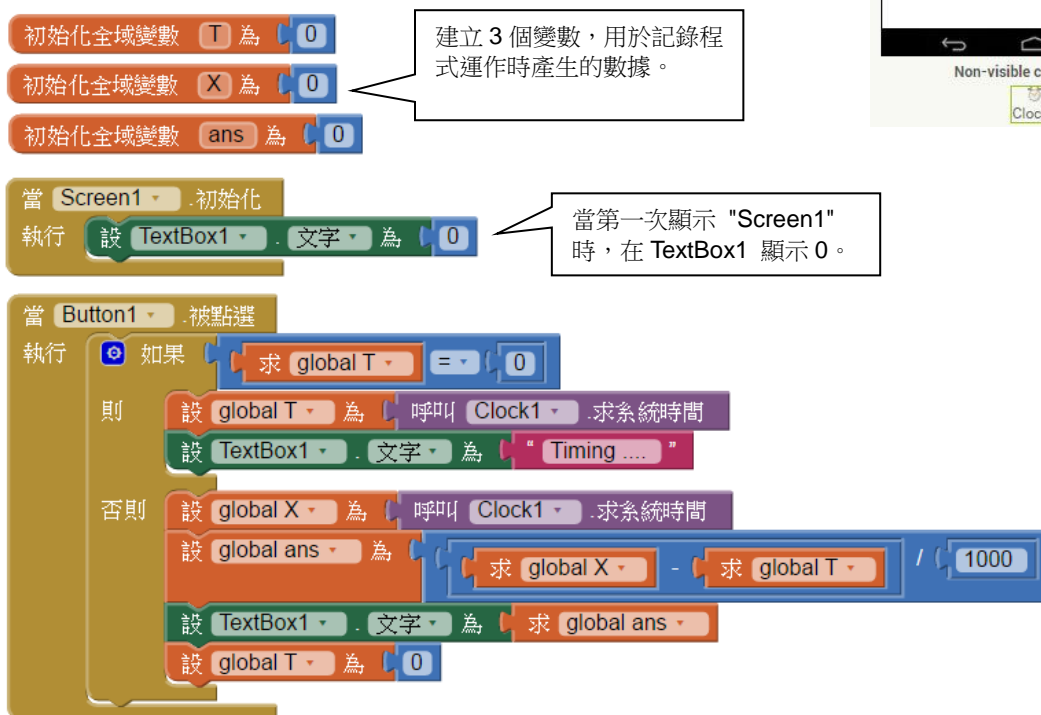 初始化全域變數 T 為 0
建立 3 個變數，用於記錄程
式運作時產生的數據。
初始化全域變數 X 為 0
初始化全域變數 ans 為 0
Non-visible c
Cloc
當 Screen1 .初始化
執行 設 TextBox1 . 文字 為 0
當第一次顯示 "Screen1"
時，在 TextBox1 顯示 0。
當 Button1 .被點選
執行 如果 求 global T = 0
則 設 global T 為 呼叫 Clock1 .求系統時間
設 TextBox1 . 文字 為 " Timing .... "
否則 設 global X 為 呼叫 Clock1 .求系統時間
設 global ans 為 求 global X - 求 global T / 1000
設 TextBox1 . 文字 為 求 global ans
設 global T 為 0